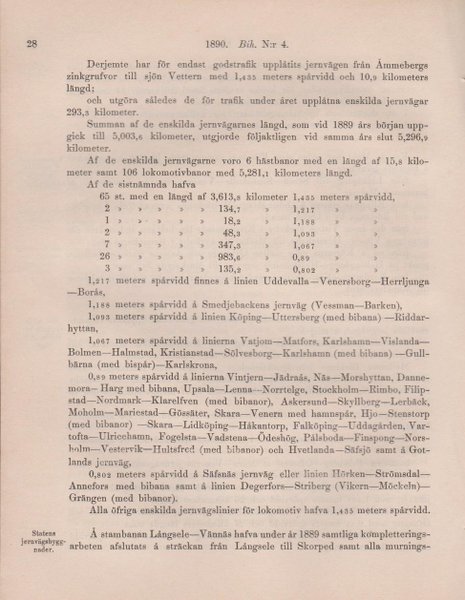 28
1890. Bih. N:r 4.
Derjemte har för endast godstrafik upplåtits jernvägen från Åmmebergs
zinkgrufvor till sjön Vettern med 1,435 meters spårvidd och 10,9 kilometers
längd;
och utgöra således de för trafik under året upplåtna enskilda jernvägar
293,3 kilometer.
Summan af de enskilda jernvägarnes längd, som vid 1889 års början upp-
gick till 5,003,6 kilometer, utgjorde följaktligen vid samma års slut 5,296,9
kilometer.
Af de enskilda jernvägarne voro 6 hästbanor med en längd af 15,8 kilo-
meter samt 106 lokomotivbanor med 5,281,1 kilometers längd.
Af de sistnämnda hafva
65 st. med en längd af 3,613,8 kilometer 1,435 meters spårvidd,
2 » » » » » 134,7 » 1,217 » »
1 » » » » » 18,2 » 1,188 » »
2 » » » » » 48,3 » 1,093 » »
7 » » » » » 347,3 » 1,067 » »
26 » » » » » 983,6 » 0,89 » »
3 » » » » » 135,2 » 0,802 » »
1,217 meters spårvidd finnes å linien Uddevalla—Venersborg—Herrljunga
—Borås,
1,188 meters spårvidd å Smedjebackens jernväg (Vessman—Barken),
1,093 meters spårvidd å linien Köping—Uttersberg (med bibana) —Riddar-
hyttan,
1,067 meters spårvidd å linierna Vatjom—Matfors, Karlshamn—Vislanda—
Bolmen—Halmstad, Kristianstad—Sölvesborg—Karlshamn (med bibana) —Gull-
bärna (med bispår)—Karlskrona,
0,89 meters spårvidd å linierna Vintjern—Jädraås, Näs—Morshyttan, Danne-
mora— Harg med bibana, Upsala—Lenna—Norrtelge, Stockholm—Rimbo, Filip-
stad—Nordmark—Klarelfven (med bibanor), Askersund—Skyllberg—Lerbäck,
Moholm—Mariestad—Gössäter, Skara—Venern med hamnspår, Hjo—Stenstorp
(med bibanor) —Skara—Lidköping—Håkantorp, Falköping—Uddagården, Var-
tofta—Ulricehamn, Fogelsta—Vadstena—Ödeshög, Pålsboda—Finspong—Nors-
holm—Vestervik—Hultsfred (med bibanor) och Hvetlanda—Säfsjö samt å Got-
lands jernväg,
0,802 meters spårvidd å Säfsnäs jernväg eller linien Hörken—Strömsdal—
Annefors med bibana samt å linien Degerfors—Striberg (Vikern—Möckeln)—
Grängen (med bibanor).
Alla öfriga enskilda jernvägslinier för lokomotiv hafva 1,435 meters spårvidd.
Statens
jernvägsbygg-
nader.
Å stambanan Långsele—Vännäs hafva under år 1889 samtliga kompletterings-
arbeten afslutats å sträckan från Långsele till Skorped samt alla murnings-